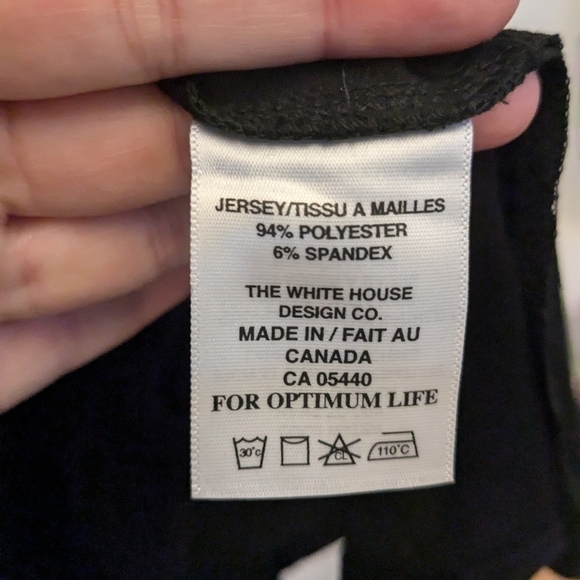 JERSEY/TISSU A MAILLES
94% POLYESTER
6% SPANDEX
THE WHITE HOUSE
DESIGN CO.
MADE IN / FAIT AU
CANADA
CA 05440
FOR OPTIMUM LIFE
30°C CL 110°C